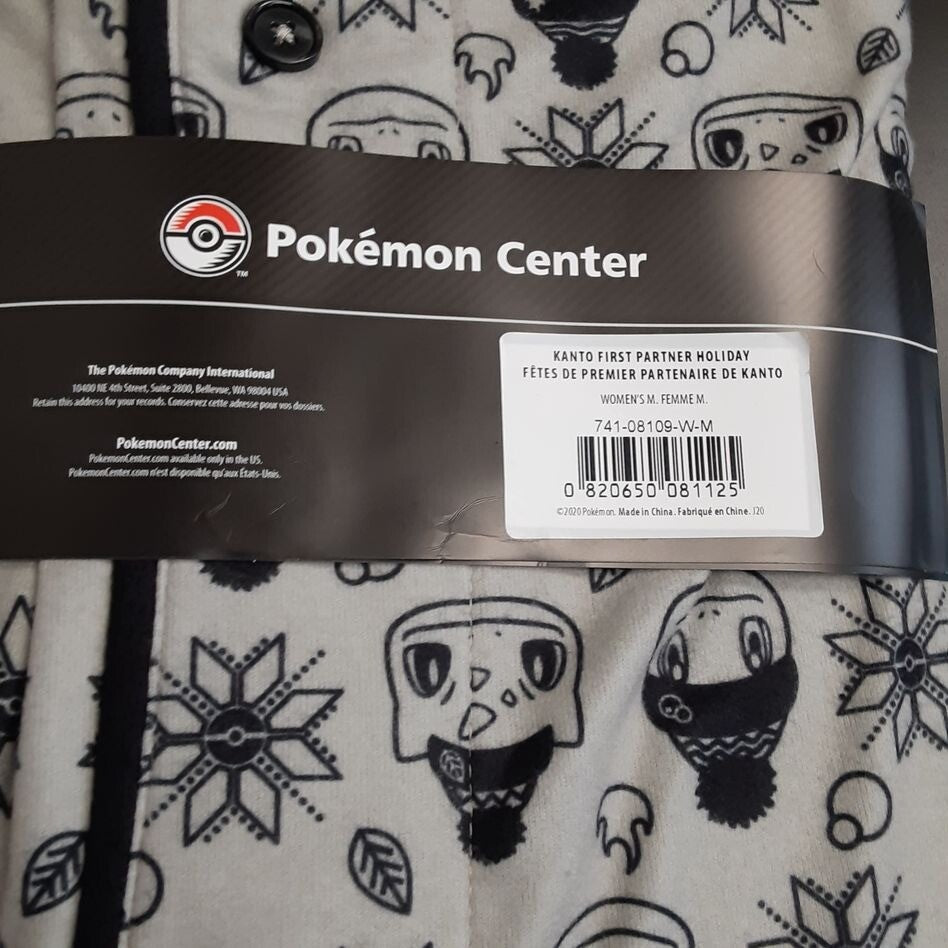 Pokémon Center
TM
The Pokémon Company International
10400 NE 4th Street, Suite 2800, Bellevue, WA 98004 USA
Retain this address for your records. Conservez cette adresse pour vos dossiers.
PokemonCenter.com
PokemonCenter.com available only in the US.
PokemonCenter.com n'est disponible qu'aux États-Unis.
KANTO FIRST PARTNER HOLIDAY
FÊTES DE PREMIER PARTENAIRE DE KANTO
WOMEN'S M. FEMME M.
741-08109-W-M
0 820650 081125
©2020 Pokémon. Made in China. Fabriqué en Chine. J20